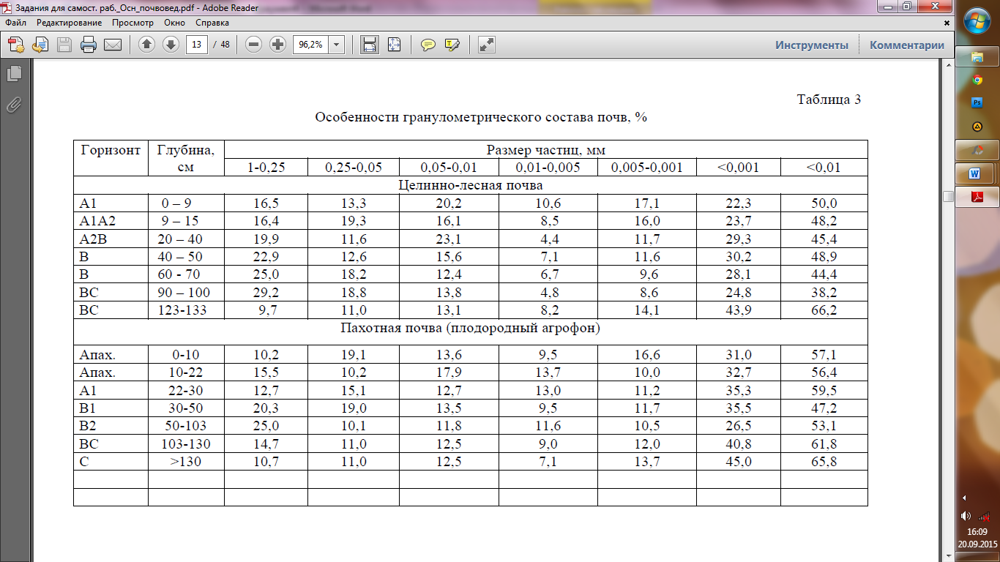 Задания для самост. раб._Осн_почвовед.pdf - Adobe Reader
Файл Редактирование Просмотр Окно Справка
13 / 48 96,2% Инструменты Комментарии
Таблица 3
Особенности гранулометрического состава почв, %
Горизонт Глубина, см Размер частиц, мм
1-0,25 0,25-0,05 0,05-0,01 0,01-0,005 0,005-0,001 <0,001 <0,01
Целинно-лесная почва
А1 0 – 9 16,5 13,3 20,2 10,6 17,1 22,3 50,0
А1А2 9 – 15 16,4 19,3 16,1 8,5 16,0 23,7 48,2
А2В 20 – 40 19,9 11,6 23,1 4,4 11,7 29,3 45,4
В 40 – 50 22,9 12,6 15,6 7,1 11,6 30,2 48,9
В 60 - 70 25,0 18,2 12,4 6,7 9,6 28,1 44,4
ВС 90 – 100 29,2 18,8 13,8 4,8 8,6 24,8 38,2
ВС 123-133 9,7 11,0 13,1 8,2 14,1 43,9 66,2
Пахотная почва (плодородный агрофон)
Апах. 0-10 10,2 19,1 13,6 9,5 16,6 31,0 57,1
Апах. 10-22 15,5 10,2 17,9 13,7 10,0 32,7 56,4
А1 22-30 12,7 15,1 12,7 13,0 11,2 35,3 59,5
В1 30-50 20,3 19,0 13,5 9,5 11,7 35,5 47,2
В2 50-103 25,0 10,1 11,8 11,6 10,5 26,5 53,1
ВС 103-130 14,7 11,0 12,5 9,0 12,0 40,8 61,8
С >130 10,7 11,0 12,5 7,1 13,7 45,0 65,8
Ps
W
16:09
20.09.2015